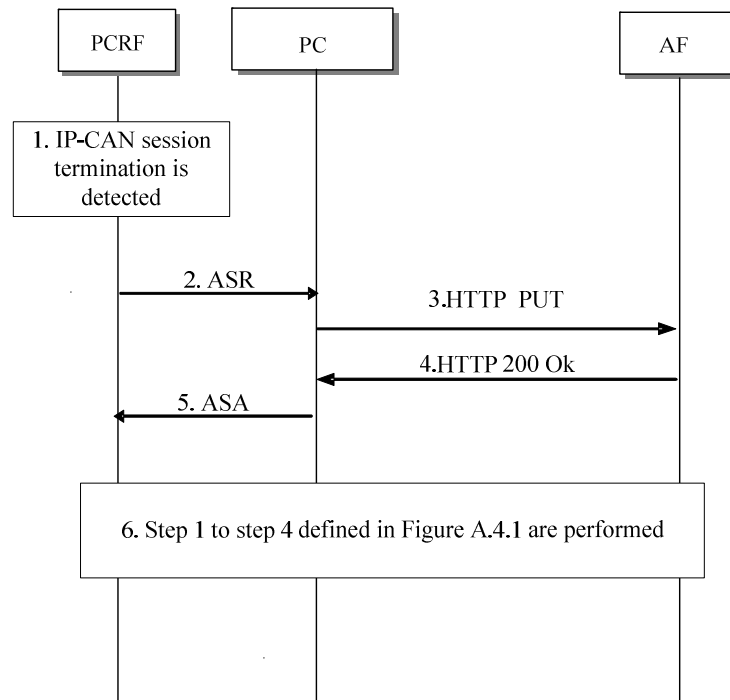 PCRF
PC
AF
1. IP-CAN session
termination is
detected
2. ASR
3.HTTP PUT
4.HTTP 200 Ok
5. ASA
6. Step 1 to step 4 defined in Figure A.4.1 are performed